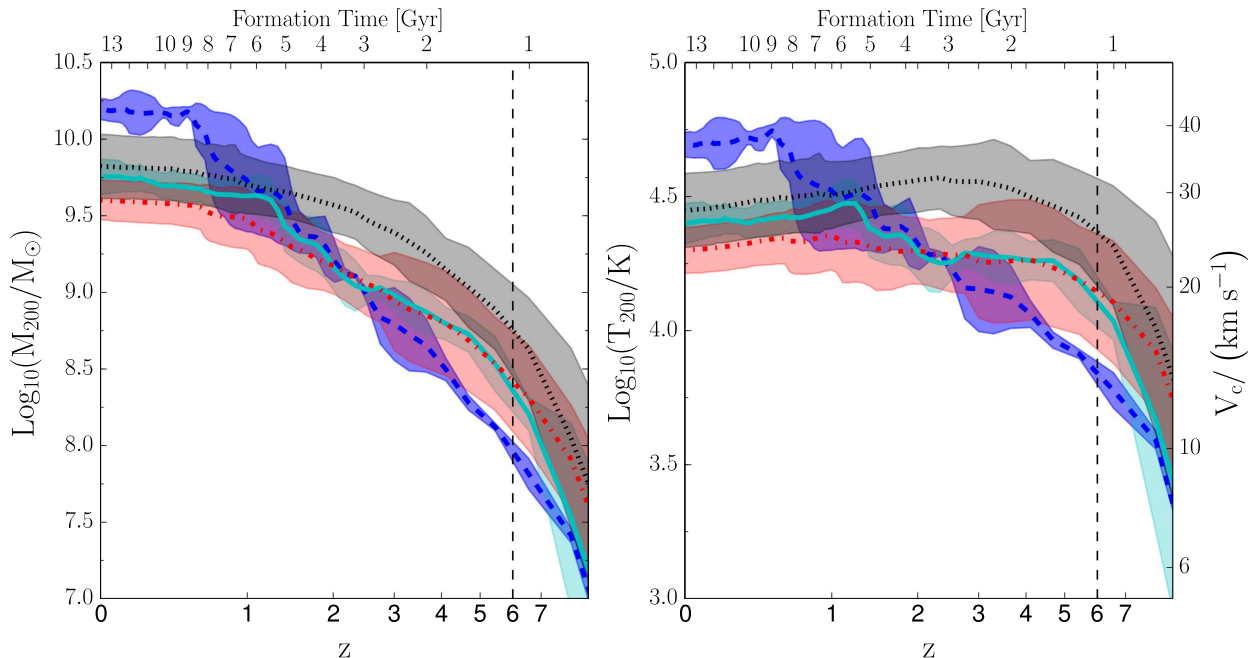 Formation Time [Gyr]
13 10 9 8 7 6 5 4 3 2 1
10.5
10.0
9.5
9.0
8.5
8.0
7.5
7.0
Log₁₀(M₂₀₀/M⊙)
0 1 2 3 4 5 6 7
z
Formation Time [Gyr]
13 10 9 8 7 6 5 4 3 2 1
5.0
4.5
4.0
3.5
3.0
Log₁₀(T₂₀₀/K)
0 1 2 3 4 5 6 7
z
40
30
20
10
6
V_c/ (km s⁻¹)